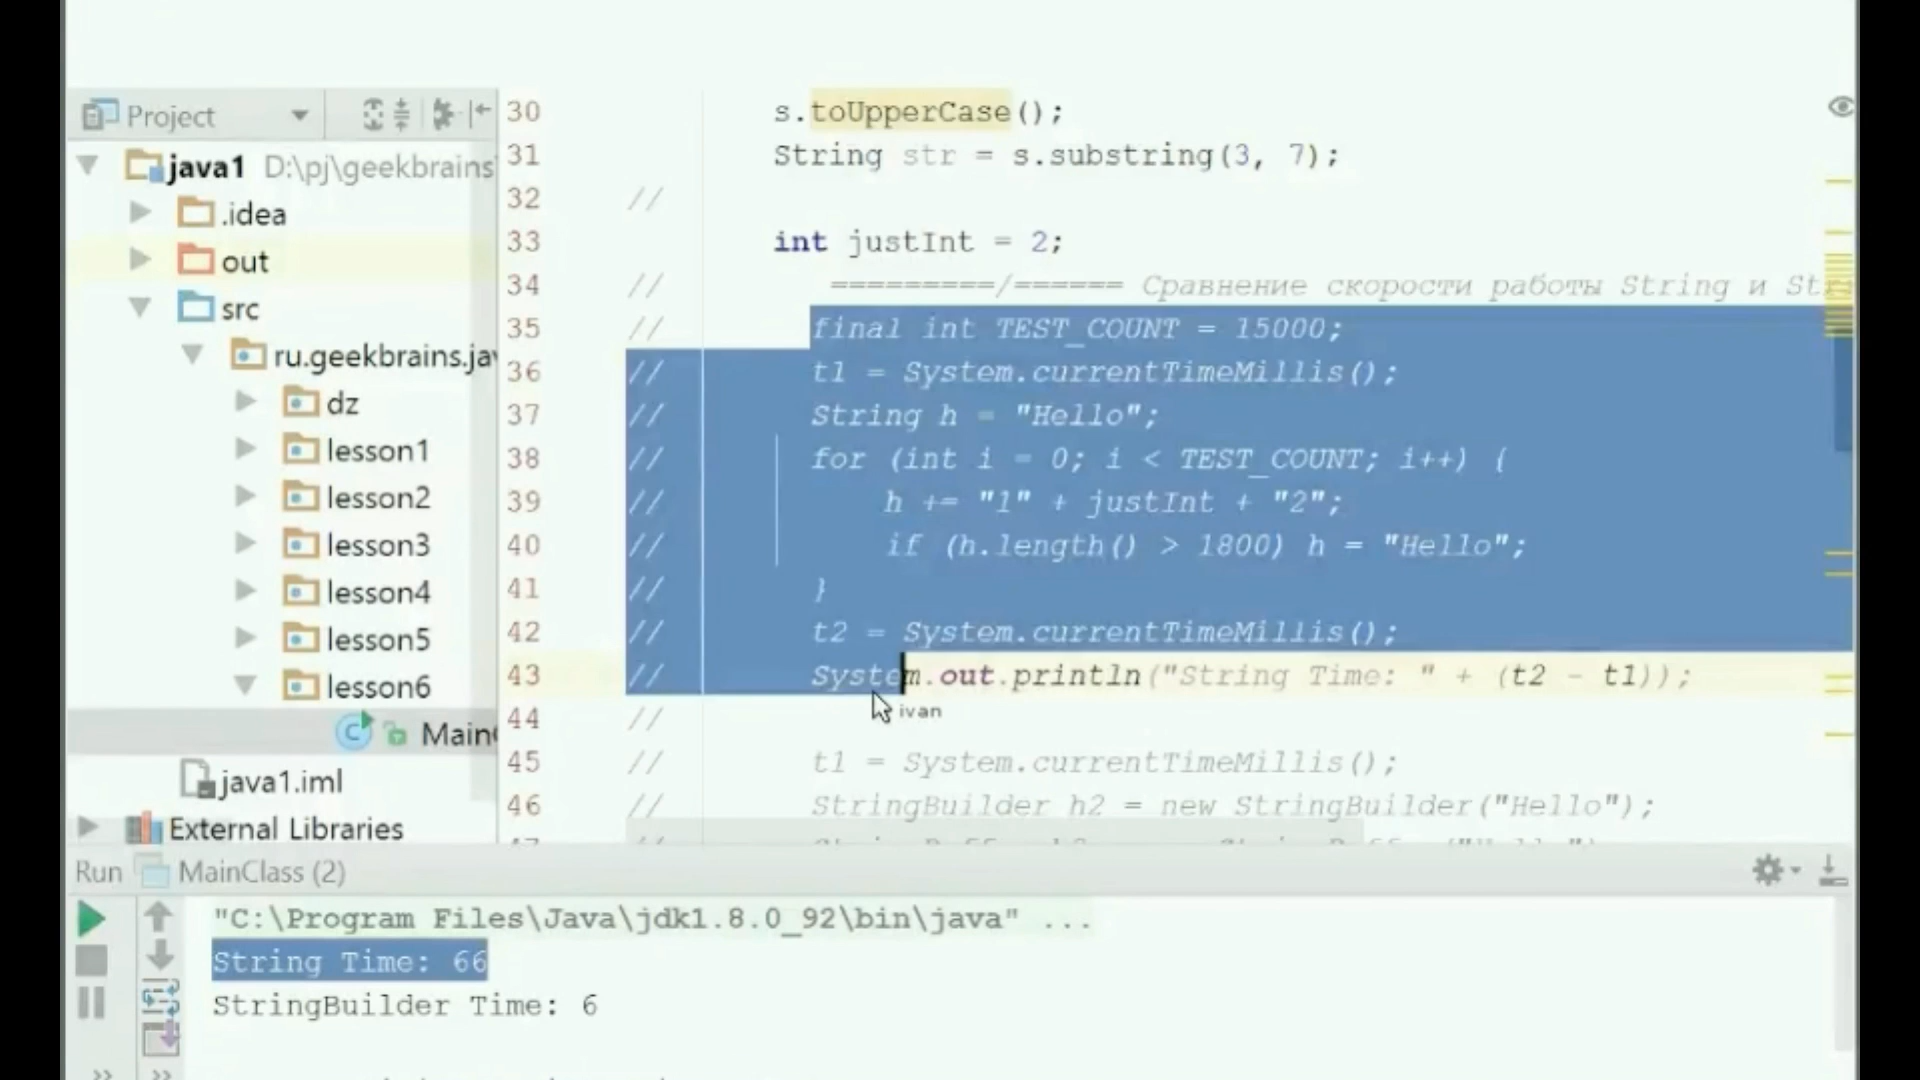 Project
java1 D:\pj\geekbrains
.idea
out
src
ru.geekbrains.jav
dz
lesson1
lesson2
lesson3
lesson4
lesson5
lesson6
Main
java1.iml
External Libraries
30 s.toUpperCase();
31 String str = s.substring(3, 7);
32 //
33 int justInt = 2;
34 // =========/====== Сравнение скорости работы String и Str
35 // final int TEST_COUNT = 15000;
36 // t1 = System.currentTimeMillis();
37 // String h = "Hello";
38 // for (int i = 0; i < TEST_COUNT; i++) {
39 // h += "1" + justInt + "2";
40 // if (h.length() > 1800) h = "Hello";
41 // }
42 // t2 = System.currentTimeMillis();
43 // System.out.println("String Time: " + (t2 - t1));
ivan
44 //
45 // t1 = System.currentTimeMillis();
46 // StringBuilder h2 = new StringBuilder("Hello");
Run MainClass (2)
"C:\Program Files\Java\jdk1.8.0_92\bin\java" ...
String Time: 66
StringBuilder Time: 6